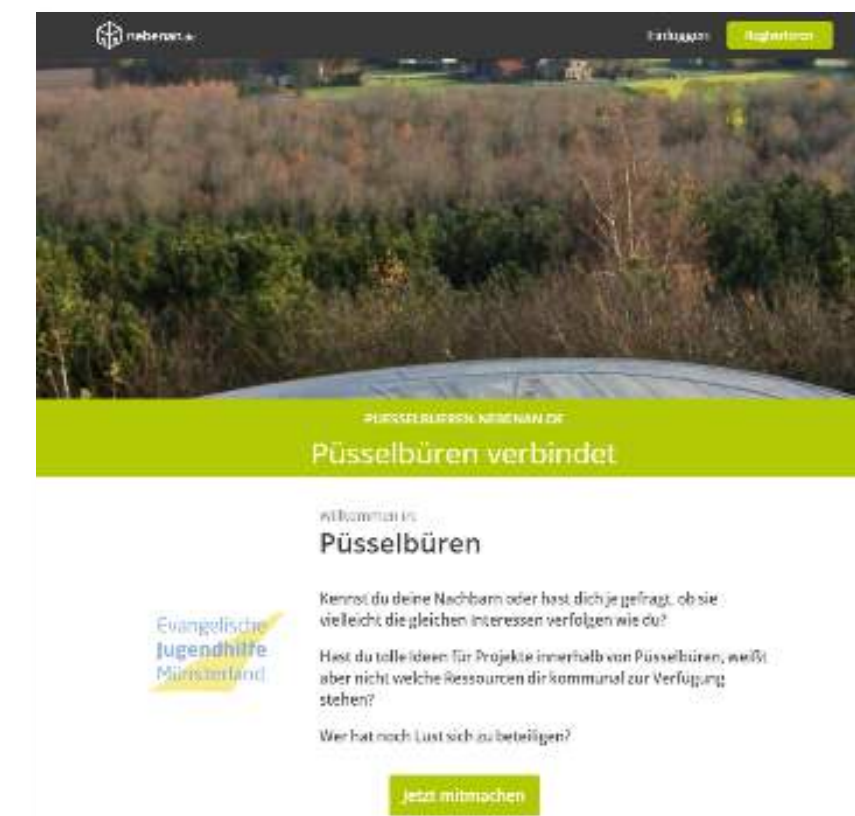 nebenan.de
Einloggen
Registrieren
PUESSELBUEREN.NEBENAN.DE
Püsselbüren verbindet
Willkommen in
Püsselbüren
Evangelische
Jugendhilfe
Münsterland
Kennst du deine Nachbarn oder hast dich je gefragt, ob sie
vielleicht die gleichen Interessen verfolgen wie du?
Hast du tolle Ideen für Projekte innerhalb von Püsselbüren, weißt
aber nicht welche Ressourcen dir kommunal zur Verfügung
stehen?
Wer hat noch Lust sich zu beteiligen?
Jetzt mitmachen